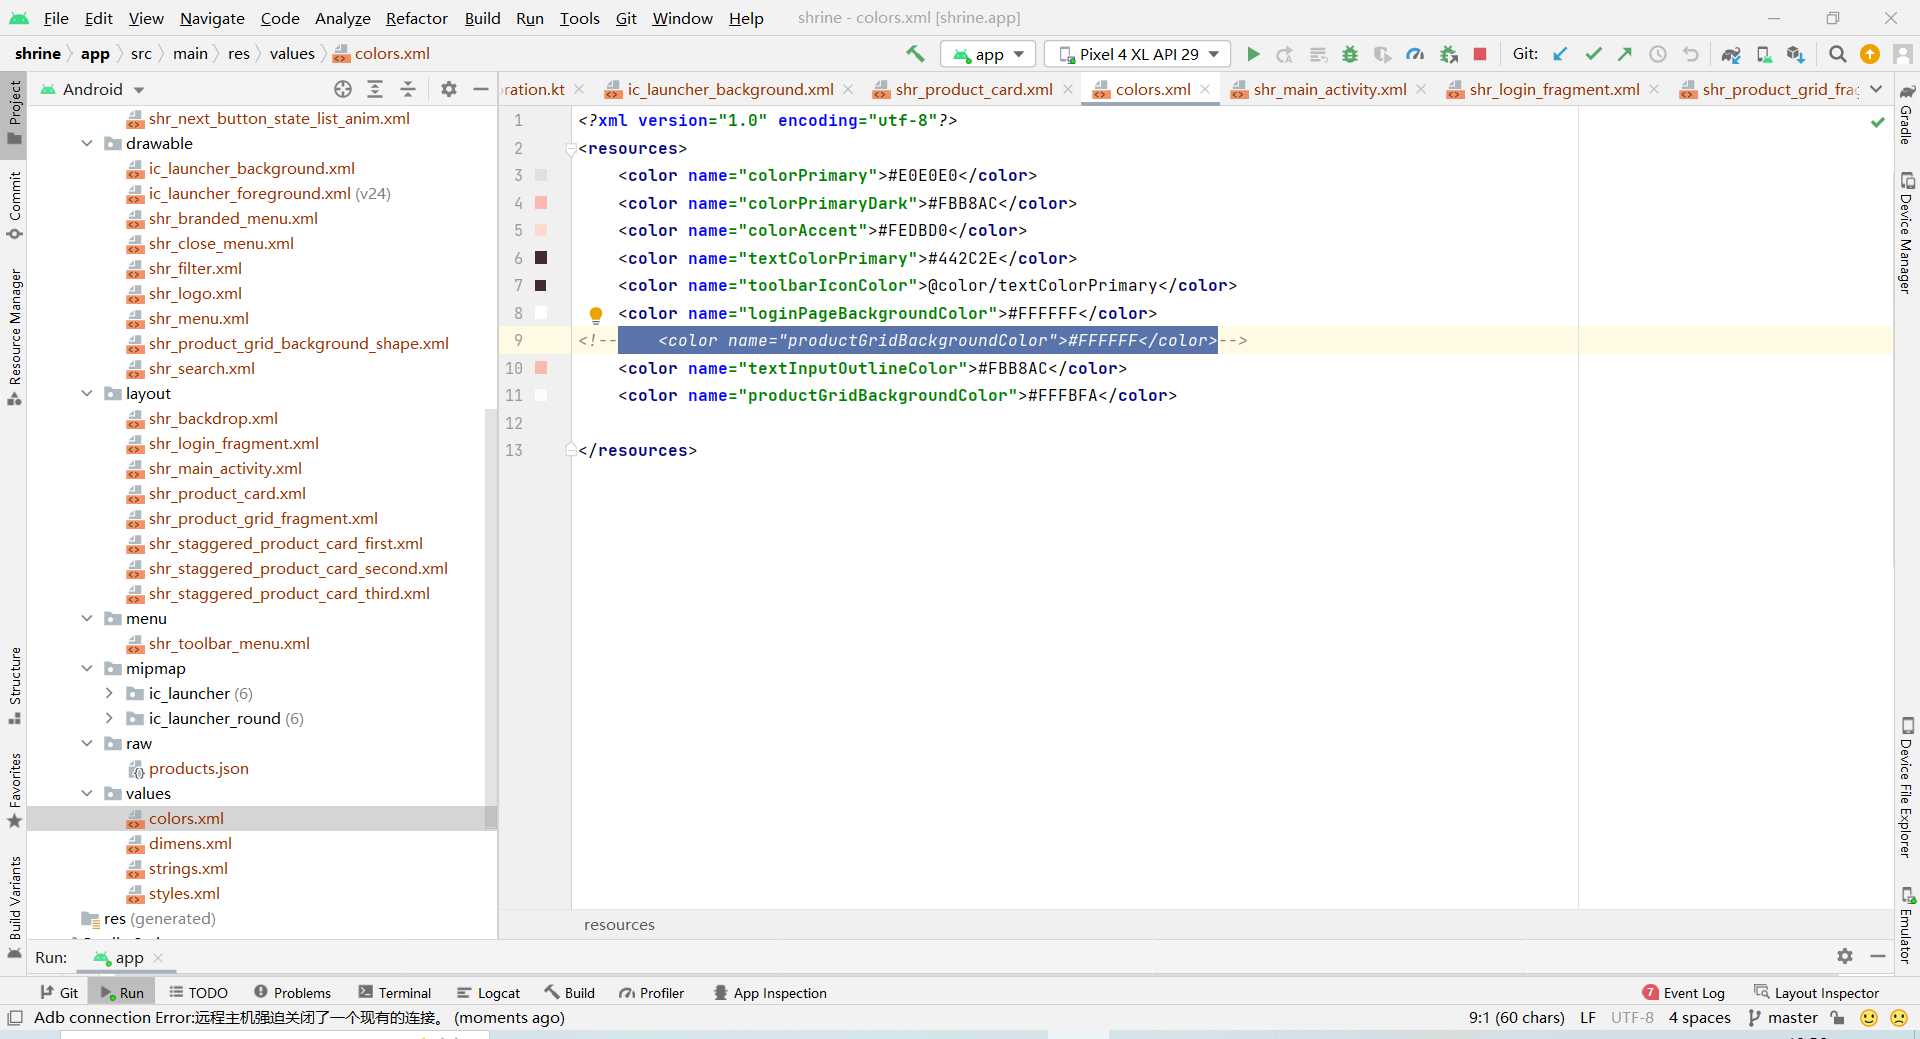 File Edit View Navigate Code Analyze Refactor Build Run Tools Git Window Help shrine - colors.xml [shrine.app]
shrine app src main res values colors.xml app Pixel 4 XL API 29 Git:
Android
ration.kt ic_launcher_background.xml shr_product_card.xml colors.xml shr_main_activity.xml shr_login_fragment.xml shr_product_grid_frag
Project
Commit
Resource Manager
Structure
Favorites
Build Variants
shr_next_button_state_list_anim.xml
drawable
ic_launcher_background.xml
ic_launcher_foreground.xml (v24)
shr_branded_menu.xml
shr_close_menu.xml
shr_filter.xml
shr_logo.xml
shr_menu.xml
shr_product_grid_background_shape.xml
shr_search.xml
layout
shr_backdrop.xml
shr_login_fragment.xml
shr_main_activity.xml
shr_product_card.xml
shr_product_grid_fragment.xml
shr_staggered_product_card_first.xml
shr_staggered_product_card_second.xml
shr_staggered_product_card_third.xml
menu
shr_toolbar_menu.xml
mipmap
ic_launcher (6)
ic_launcher_round (6)
raw
products.json
values
colors.xml
dimens.xml
strings.xml
styles.xml
res (generated)
1 <?xml version="1.0" encoding="utf-8"?>
2 <resources>
3 <color name="colorPrimary">#E0E0E0</color>
4 <color name="colorPrimaryDark">#FBB8AC</color>
5 <color name="colorAccent">#FEDBD0</color>
6 <color name="textColorPrimary">#442C2E</color>
7 <color name="toolbarIconColor">@color/textColorPrimary</color>
8 <color name="loginPageBackgroundColor">#FFFFFF</color>
9 <!-- <color name="productGridBackgroundColor">#FFFFFF</color>-->
10 <color name="textInputOutlineColor">#FBB8AC</color>
11 <color name="productGridBackgroundColor">#FFFBFA</color>
12
13 </resources>
resources
Gradle
Device Manager
Device File Explorer
Emulator
Run: app
Git Run TODO Problems Terminal Logcat Build Profiler App Inspection 7 Event Log Layout Inspector
Adb connection Error:远程主机强迫关闭了一个现有的连接。 (moments ago) 9:1 (60 chars) LF UTF-8 4 spaces master